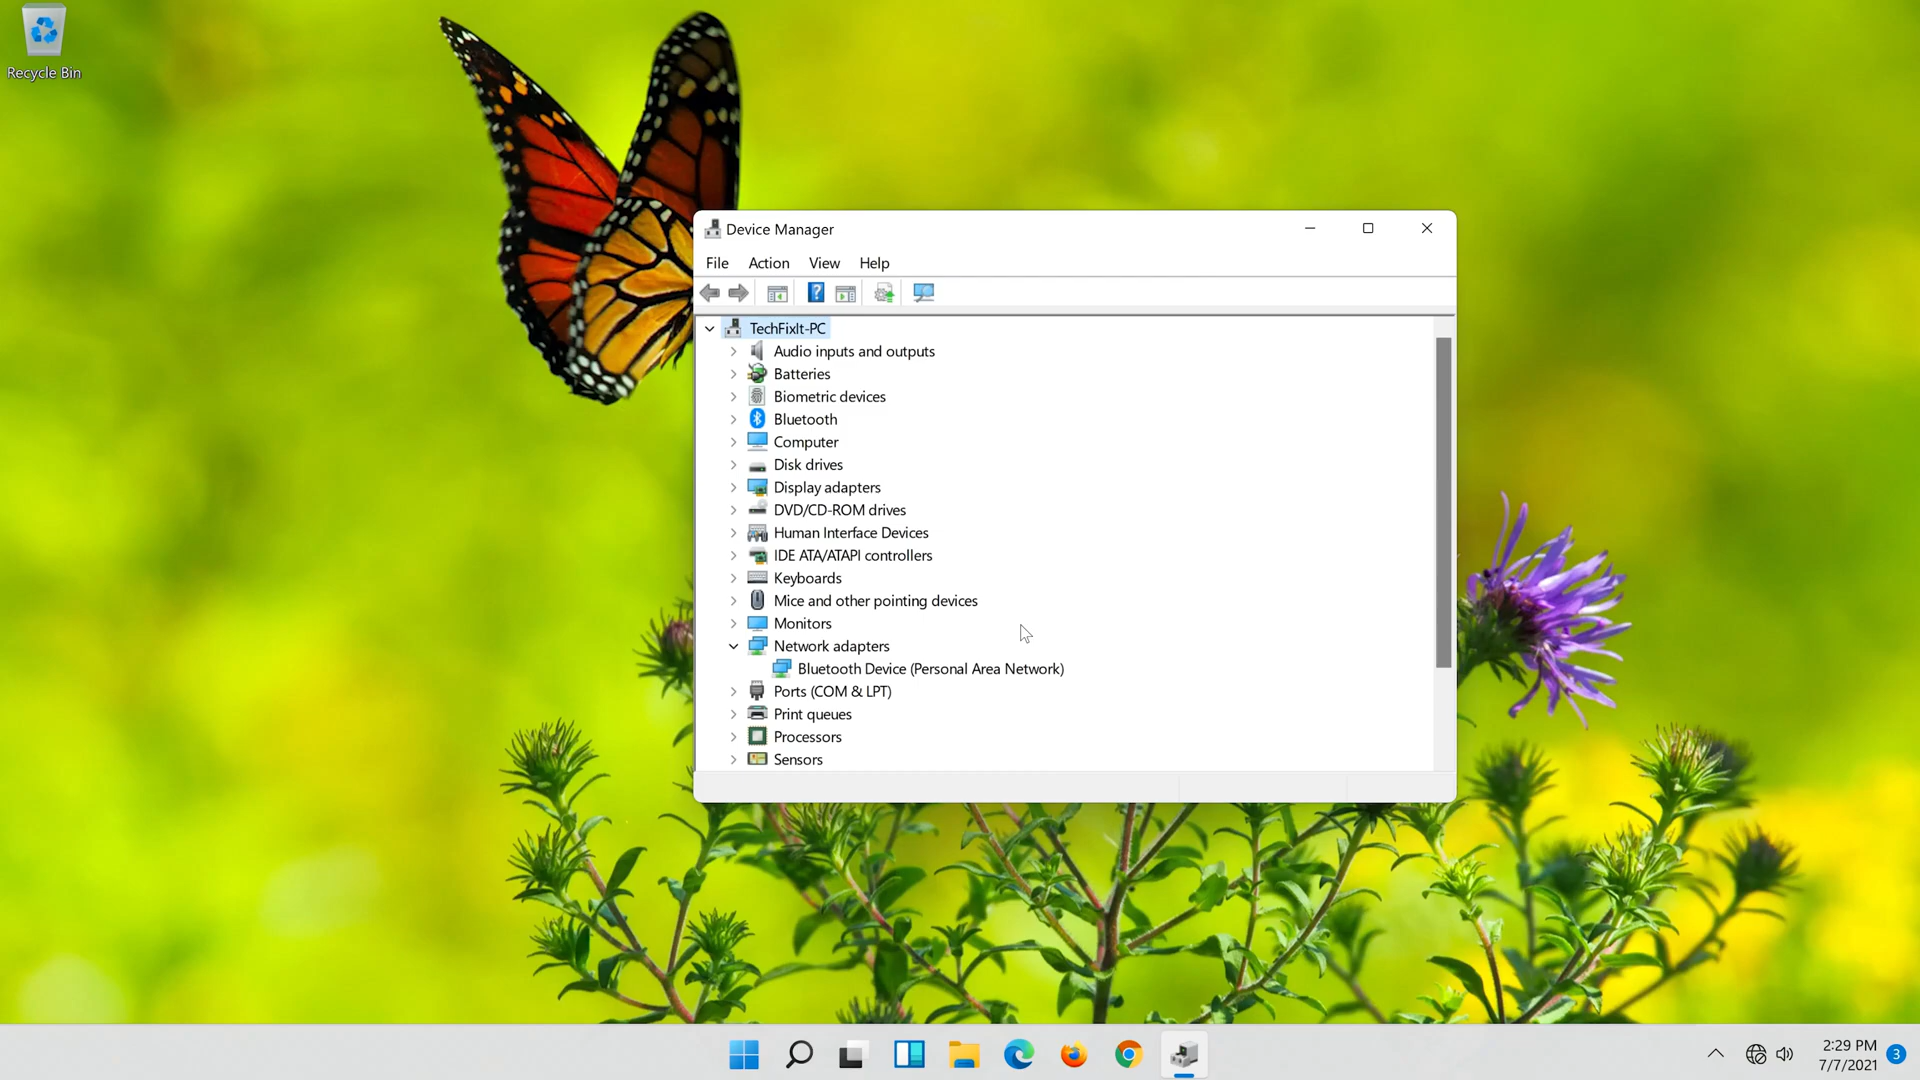 Recycle Bin
Device Manager
File Action View Help
TechFixIt-PC
Audio inputs and outputs
Batteries
Biometric devices
Bluetooth
Computer
Disk drives
Display adapters
DVD/CD-ROM drives
Human Interface Devices
IDE ATA/ATAPI controllers
Keyboards
Mice and other pointing devices
Monitors
Network adapters
Bluetooth Device (Personal Area Network)
Ports (COM & LPT)
Print queues
Processors
Sensors
2:29 PM
7/7/2021
3